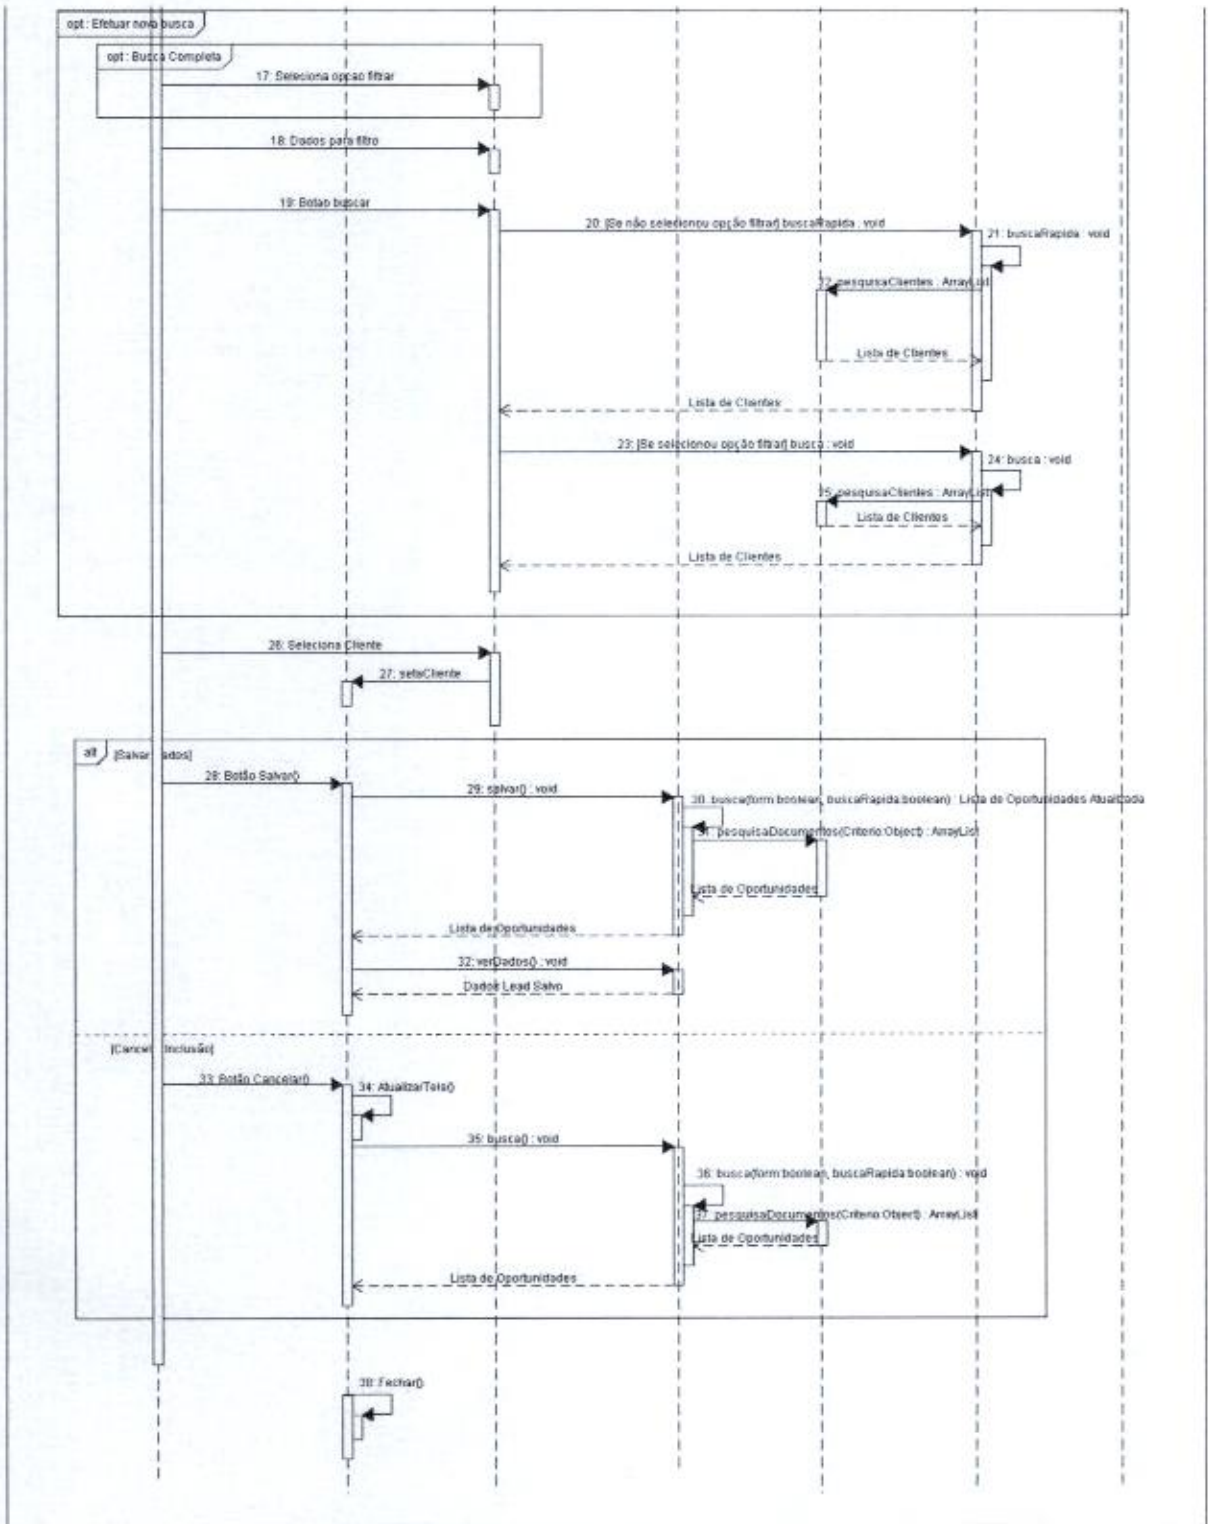 opt : Efetuar nova busca
opt : Busca Completa
17: Seleciona opcao filtrar
18: Dados para filtro
19: Botao buscar
20: [Se não selecionou opção filtrar] buscaRapida : void
21: buscaRapida : void
22: pesquisaClientes : ArrayList
Lista de Clientes
Lista de Clientes
23: [Se selecionou opção filtrar] busca : void
24: busca : void
25: pesquisaClientes : ArrayList
Lista de Clientes
Lista de Clientes
26: Seleciona Cliente
27: setaCliente
alt
[Salvar Dados]
28: Botão Salvar()
29: salvar() : void
30: busca(form:boolean, buscaRapida:boolean) : Lista de Oportunidades Atualizada
31: pesquisaDocumentos(Criterio:Object) : ArrayList
Lista de Oportunidades
Lista de Oportunidades
32: verDados() : void
Dados Lead Salvo
[Cancelar Inclusão]
33: Botão Cancelar()
34: AtualizarTela()
35: busca() : void
36: busca(form:boolean, buscaRapida:boolean) : void
37: pesquisaDocumentos(Criterio:Object) : ArrayList
Lista de Oportunidades
Lista de Oportunidades
38: Fechar()